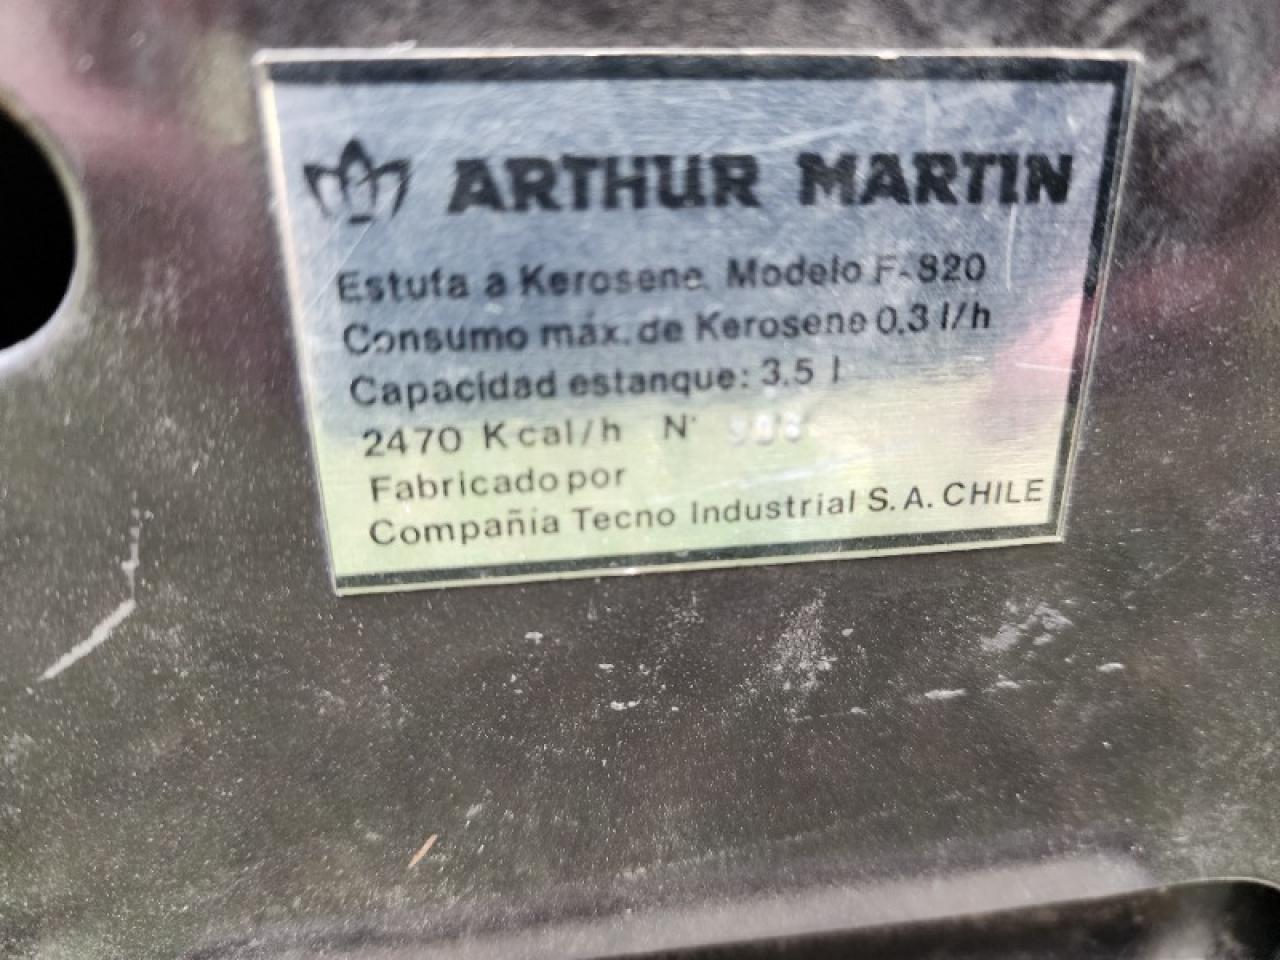 ARTHUR MARTIN
Estufa a Kerosene. Modelo F-820
Consumo máx. de Kerosene 0.3 l/h
Capacidad estanque: 3.5 l
2470 Kcal/h N°
Fabricado por
Compañia Tecno Industrial S.A. CHILE